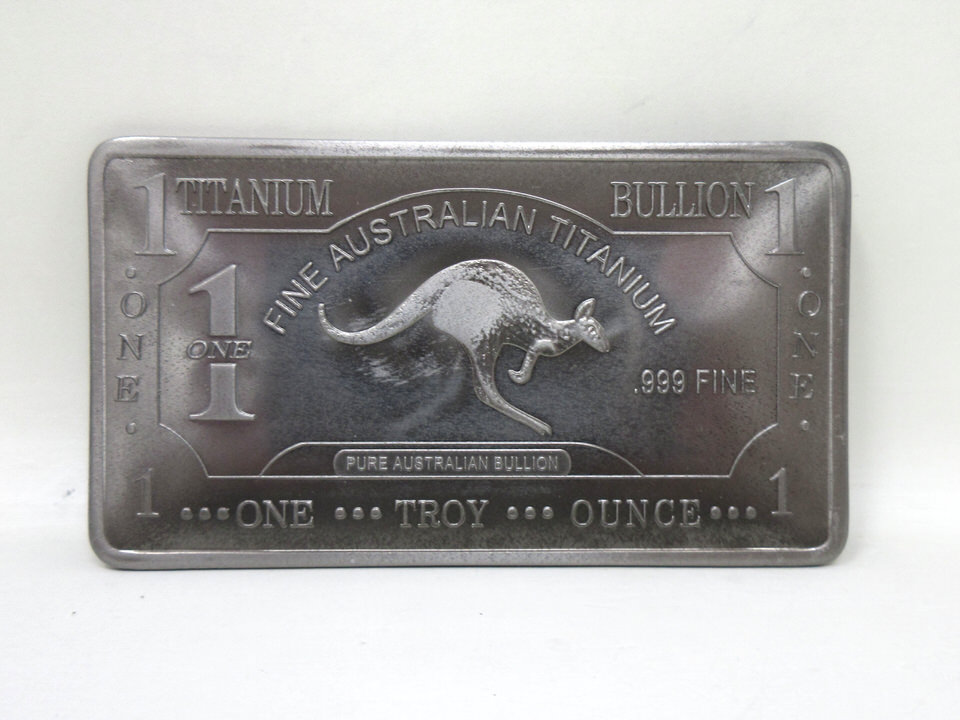 1 TITANIUM BULLION 1
FINE AUSTRALIAN TITANIUM
ONE
1
ONE
ONE
.999 FINE
PURE AUSTRALIAN BULLION
1 ...ONE ... TROY ... OUNCE... 1